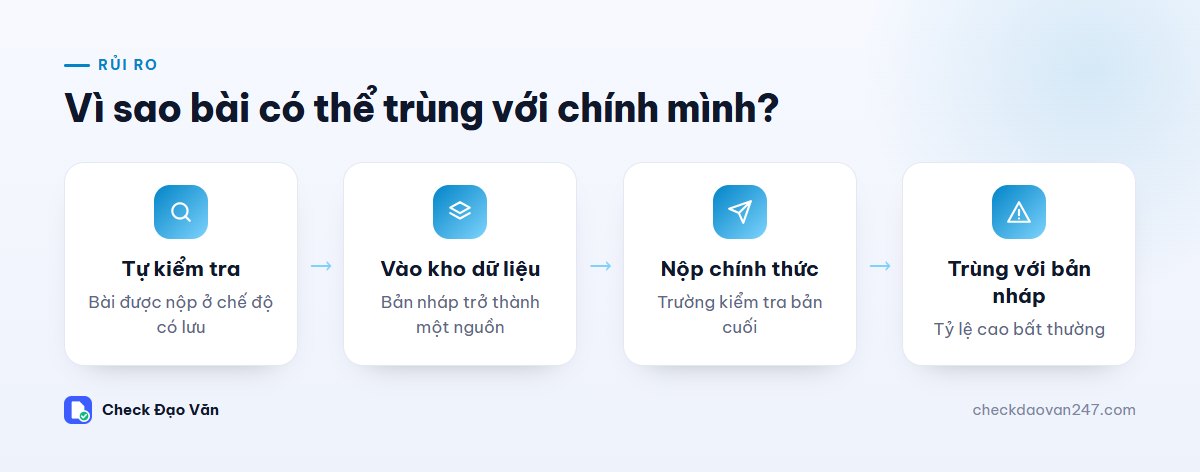 RỦI RO
Vì sao bài có thể trùng với chính mình?
Tự kiểm tra
Bài được nộp ở chế độ
có lưu
Vào kho dữ liệu
Bản nháp trở thành
một nguồn
Nộp chính thức
Trường kiểm tra bản
cuối
Trùng với bản
nháp
Tỷ lệ cao bất thường
Check Đạo Văn
checkdaovan247.com